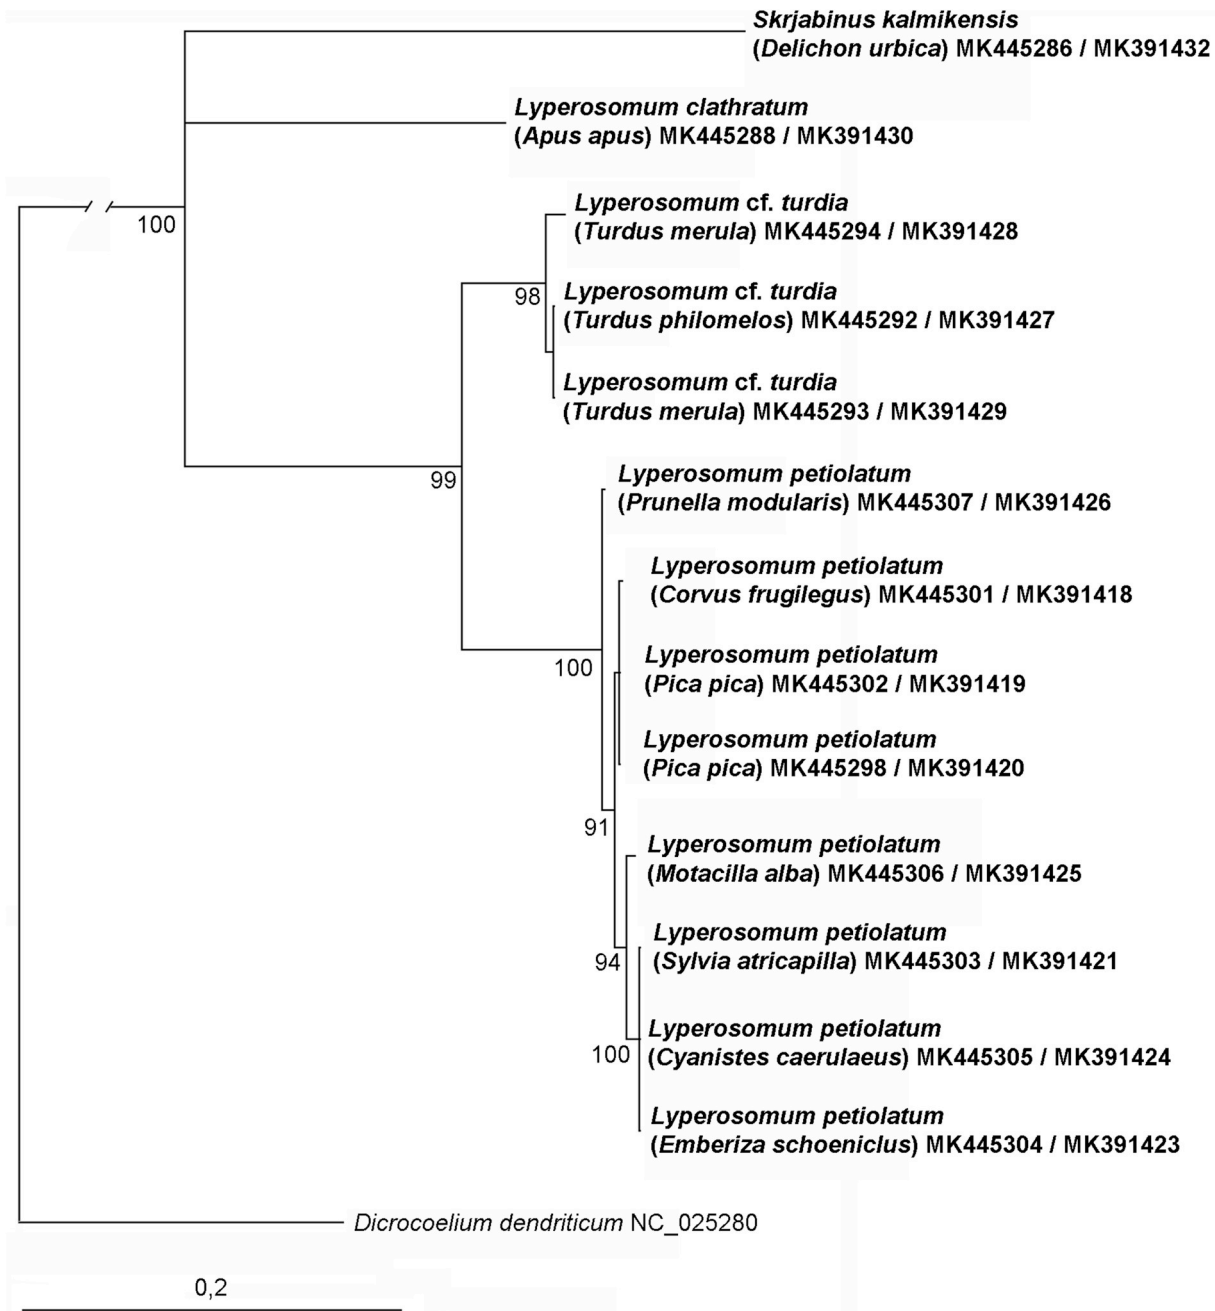 Skrjabinus kalmikensis
(Delichon urbica) MK445286 / MK391432
Lyperosomum clathratum
(Apus apus) MK445288 / MK391430
100
Lyperosomum cf. turdia
(Turdus merula) MK445294 / MK391428
98
Lyperosomum cf. turdia
(Turdus philomelos) MK445292 / MK391427
Lyperosomum cf. turdia
(Turdus merula) MK445293 / MK391429
99
Lyperosomum petiolatum
(Prunella modularis) MK445307 / MK391426
Lyperosomum petiolatum
(Corvus frugilegus) MK445301 / MK391418
100
Lyperosomum petiolatum
(Pica pica) MK445302 / MK391419
Lyperosomum petiolatum
(Pica pica) MK445298 / MK391420
91
Lyperosomum petiolatum
(Motacilla alba) MK445306 / MK391425
Lyperosomum petiolatum
(Sylvia atricapilla) MK445303 / MK391421
94
Lyperosomum petiolatum
(Cyanistes caerulaeus) MK445305 / MK391424
100
Lyperosomum petiolatum
(Emberiza schoeniclus) MK445304 / MK391423
Dicrocoelium dendriticum NC_025280
0,2